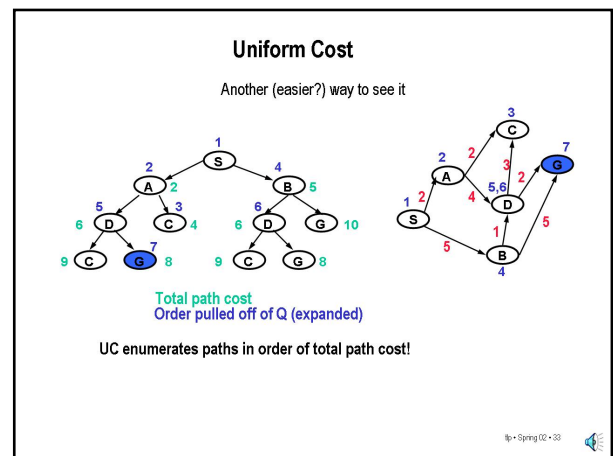 Uniform Cost
Another (easier?) way to see it
1
S
2
A 2
4
B 5
5
6 D
3
C 4
6
6 D
G 10
9 C
7
G 8
9 C
G 8
3
C
2
A
2
3
7
G
5,6
D
2
4
2
1
S
5
1
5
B
4
Total path cost
Order pulled off of Q (expanded)
UC enumerates paths in order of total path cost!
tlp • Spring 02 • 33